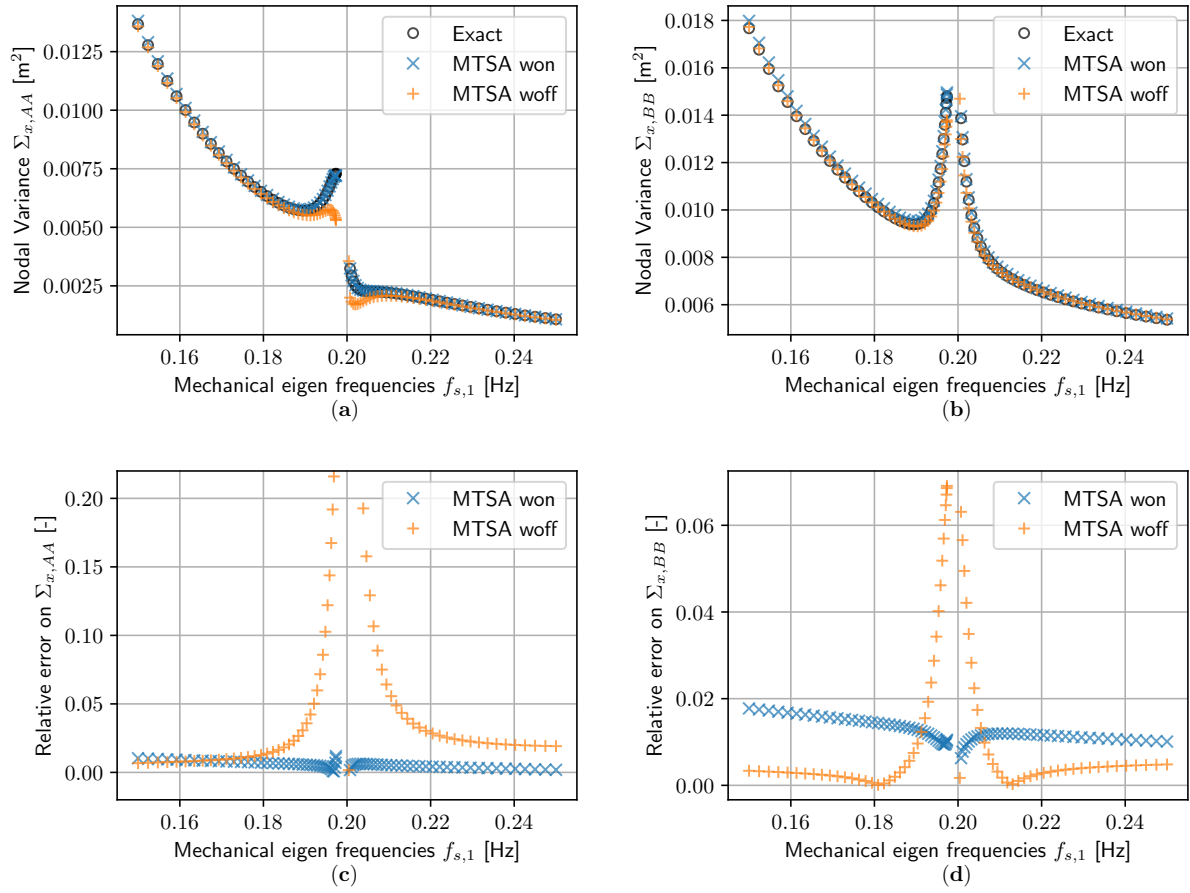 Nodal Variance Σx,AA [m²]
0.0125
0.0100
0.0075
0.0050
0.0025
Exact
MTSA won
MTSA woff
0.16 0.18 0.20 0.22 0.24
Mechanical eigen frequencies fs,1 [Hz]
(a)
Nodal Variance Σx,BB [m²]
0.018
0.016
0.014
0.012
0.010
0.008
0.006
Exact
MTSA won
MTSA woff
0.16 0.18 0.20 0.22 0.24
Mechanical eigen frequencies fs,1 [Hz]
(b)
Relative error on Σx,AA [-]
0.20
0.15
0.10
0.05
0.00
MTSA won
MTSA woff
0.16 0.18 0.20 0.22 0.24
Mechanical eigen frequencies fs,1 [Hz]
(c)
Relative error on Σx,BB [-]
0.06
0.04
0.02
0.00
MTSA won
MTSA woff
0.16 0.18 0.20 0.22 0.24
Mechanical eigen frequencies fs,1 [Hz]
(d)